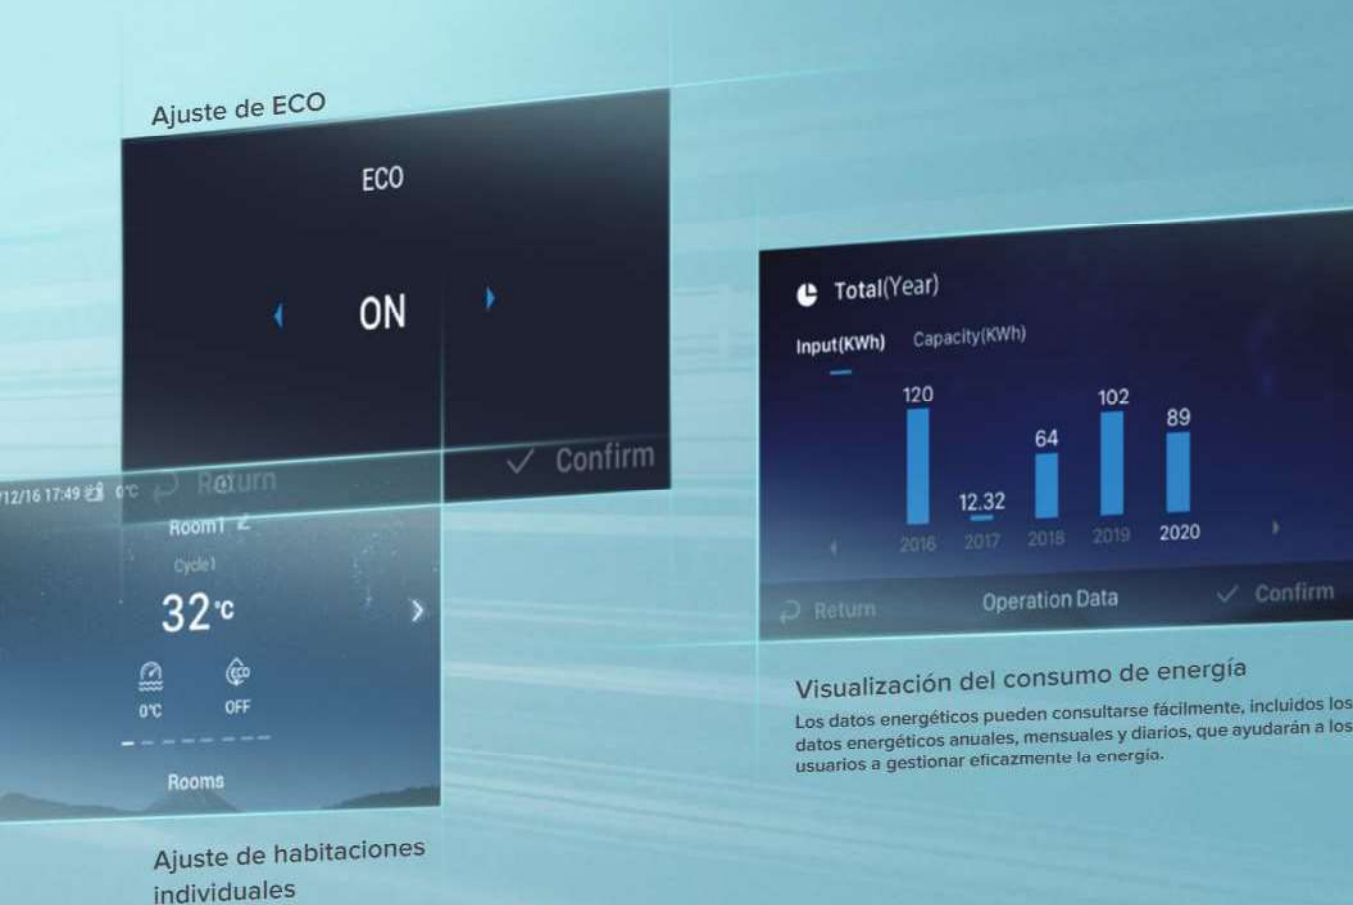 Ajuste de ECO
ECO
ON
Return
Confirm
/12/16 17:49
0°C
Room1
Cycle1
32°C
ECO
0°C
OFF
Rooms
Ajuste de habitaciones
individuales
Total(Year)
Input(KWh) Capacity(KWh)
120
12.32
64
102
89
2016 2017 2018 2019 2020
Return Operation Data Confirm
Visualización del consumo de energía
Los datos energéticos pueden consultarse fácilmente, incluidos los
datos energéticos anuales, mensuales y diarios, que ayudarán a los
usuarios a gestionar eficazmente la energía.